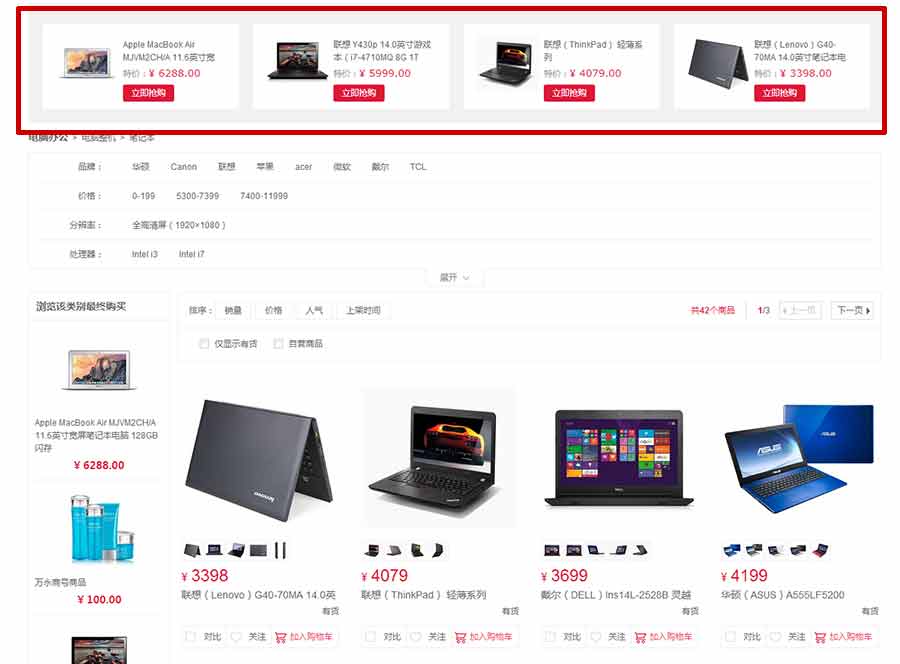 Apple MacBook Air
MJVM2CH/A 11.6英寸宽
特价：¥ 6288.00
立即抢购
联想 Y430p 14.0英寸游戏
本（i7-4710MQ 8G 1T
特价：¥ 5999.00
立即抢购
联想（ThinkPad） 轻薄系
列
特价：¥ 4079.00
立即抢购
联想（Lenovo）G40-
70MA 14.0英寸笔记本电
特价：¥ 3398.00
立即抢购
电脑办公 > 电脑整机 > 笔记本
品牌： 华硕 Canon 联想 苹果 acer 微软 戴尔 TCL
价格： 0-199 5300-7399 7400-11999
分辨率： 全高清屏（1920×1080）
处理器： Intel i3 Intel i7
展开
浏览该类别最终购买
Apple MacBook Air MJVM2CH/A
11.6英寸宽屏笔记本电脑 128GB
闪存
¥ 6288.00
万水商号商品
¥ 100.00
排序： 销量 价格 人气 上架时间 共42个商品 1/3 上一页 下一页
仅显示有货 自营商品
¥ 3398
联想（Lenovo）G40-70MA 14.0英
有货
对比 关注 加入购物车
¥ 4079
联想（ThinkPad） 轻薄系列
有货
对比 关注 加入购物车
¥ 3699
戴尔（DELL）Ins14L-2528B 灵越
有货
对比 关注 加入购物车
¥ 4199
华硕（ASUS）A555LF5200
有货
对比 关注 加入购物车